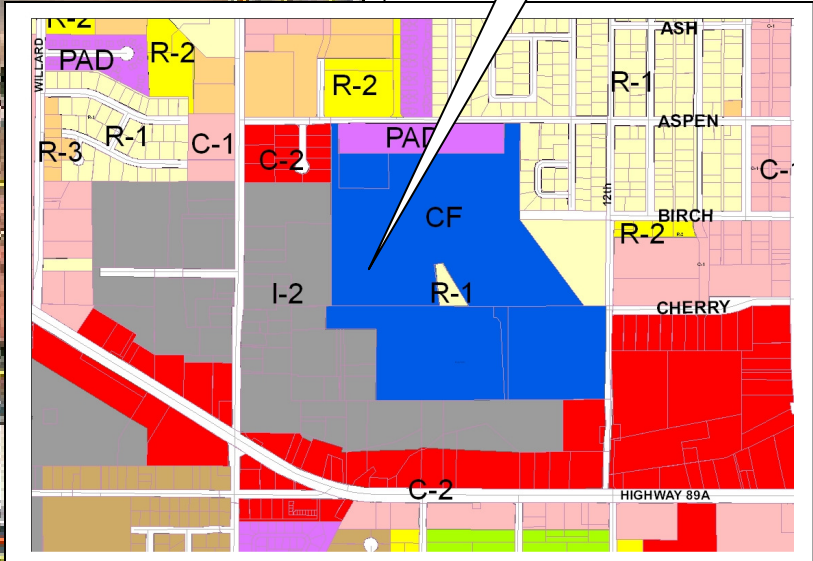 R-2
ASH
PAD
R-2
WILLARD
R-2
R-1
ASPEN
R-1
C-1
PAD
R-3
C-2
C-
12th
CF
BIRCH
R-2
I-2
R-1
CHERRY
C-2
HIGHWAY 89A